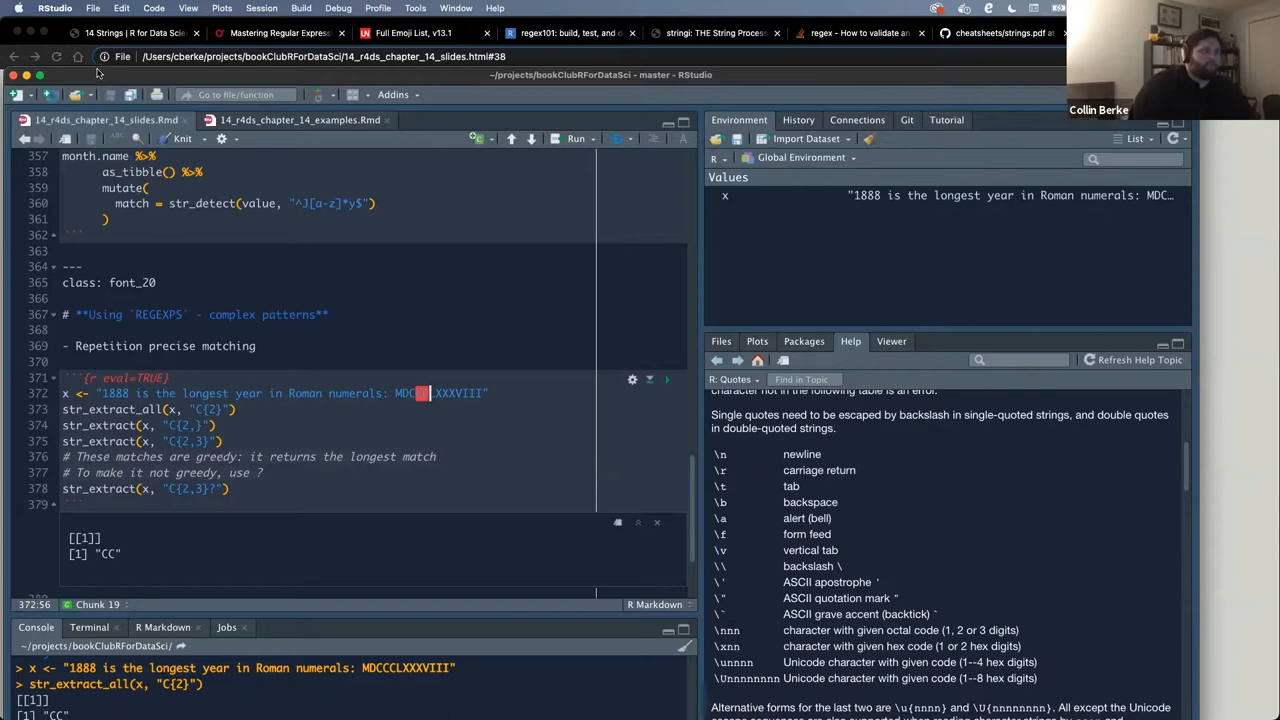 RStudio File Edit Code View Plots Session Build Debug Profile Tools Window Help
14 Strings | R for Data Scien Mastering Regular Expressi Full Emoji List, v13.1 regex101: build, test, and de stringi: THE String Process regex - How to validate an cheatsheets/strings.pdf at
File /Users/cberke/projects/bookClubRForDataSci/14_r4ds_chapter_14_slides.html#38
~/projects/bookClubRForDataSci - master - RStudio
Go to file/function Addins
Collin Berke
14_r4ds_chapter_14_slides.Rmd 14_r4ds_chapter_14_examples.Rmd
Knit Run
357 month.name %>%
358 as_tibble() %>%
359 mutate(
360 match = str_detect(value, "^J[a-z]*y$")
361 )
362 ```
363
364 ---
365 class: font_20
366
367 # **Using `REGEXPS` - complex patterns**
368
369 - Repetition precise matching
370
371 ```{r eval=TRUE}
372 x <- "1888 is the longest year in Roman numerals: MDCCCLXXXVIII"
373 str_extract_all(x, "C{2}")
374 str_extract(x, "C{2,}")
375 str_extract(x, "C{2,3}")
376 # These matches are greedy: it returns the longest match
377 # To make it not greedy, use ?
378 str_extract(x, "C{2,3}?")
379 ```
[[1]]
[1] "CC"
372:56 Chunk 19 R Markdown
Console Terminal R Markdown Jobs
~/projects/bookClubRForDataSci/
> x <- "1888 is the longest year in Roman numerals: MDCCCLXXXVIII"
> str_extract_all(x, "C{2}")
[[1]]
[1] "CC"
Environment History Connections Git Tutorial
Import Dataset List
R Global Environment
Values
x "1888 is the longest year in Roman numerals: MDC…
Files Plots Packages Help Viewer
Refresh Help Topic
R: Quotes Find in Topic
character not in the following table is an error.
Single quotes need to be escaped by backslash in single-quoted strings, and double quotes
in double-quoted strings.
\n newline
\r carriage return
\t tab
\b backspace
\a alert (bell)
\f form feed
\v vertical tab
\\ backslash \
\' ASCII apostrophe '
\" ASCII quotation mark "
\` ASCII grave accent (backtick) `
\nnn character with given octal code (1, 2 or 3 digits)
\xnn character with given hex code (1 or 2 hex digits)
\unnnn Unicode character with given code (1--4 hex digits)
\Unnnnnnnn Unicode character with given code (1--8 hex digits)
Alternative forms for the last two are \u{nnnn} and \U{nnnnnnnn}. All except the Unicode